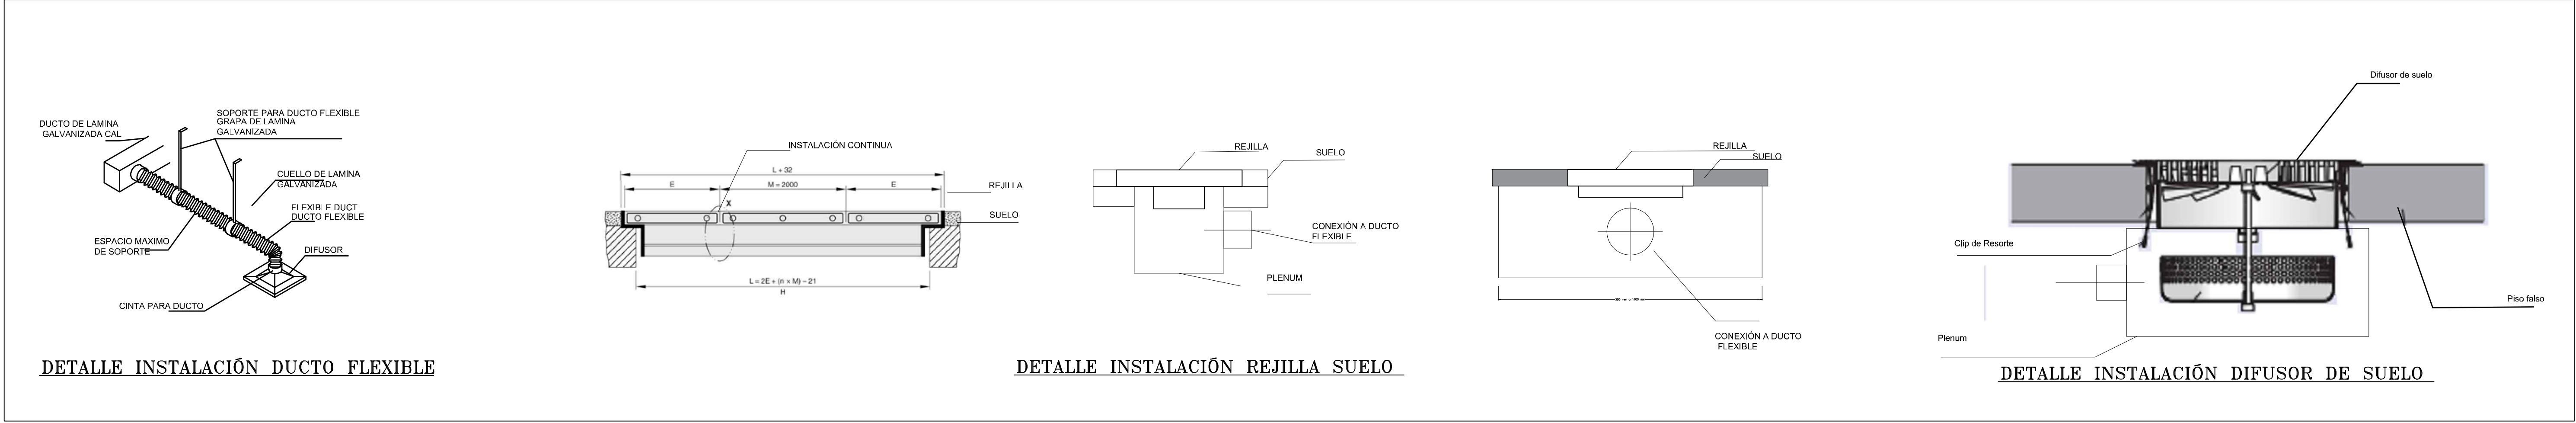 DUCTO DE LAMINA
GALVANIZADA CAL
SOPORTE PARA DUCTO FLEXIBLE
GRAPA DE LAMINA
GALVANIZADA
CUELLO DE LAMINA
GALVANIZADA
FLEXIBLE DUCT
DUCTO FLEXIBLE
ESPACIO MAXIMO
DE SOPORTE
DIFUSOR
CINTA PARA DUCTO
DETALLE INSTALACIÓN DUCTO FLEXIBLE
INSTALACIÓN CONTINUA
L + 32
E
M = 2000
E
X
REJILLA
SUELO
L = 2E + (n × M) – 21
H
REJILLA
SUELO
CONEXIÓN A DUCTO
FLEXIBLE
PLENUM
REJILLA
SUELO
CONEXIÓN A DUCTO
FLEXIBLE
DETALLE INSTALACIÓN REJILLA SUELO
Difusor de suelo
Clip de Resorte
Piso falso
Plenum
DETALLE INSTALACIÓN DIFUSOR DE SUELO